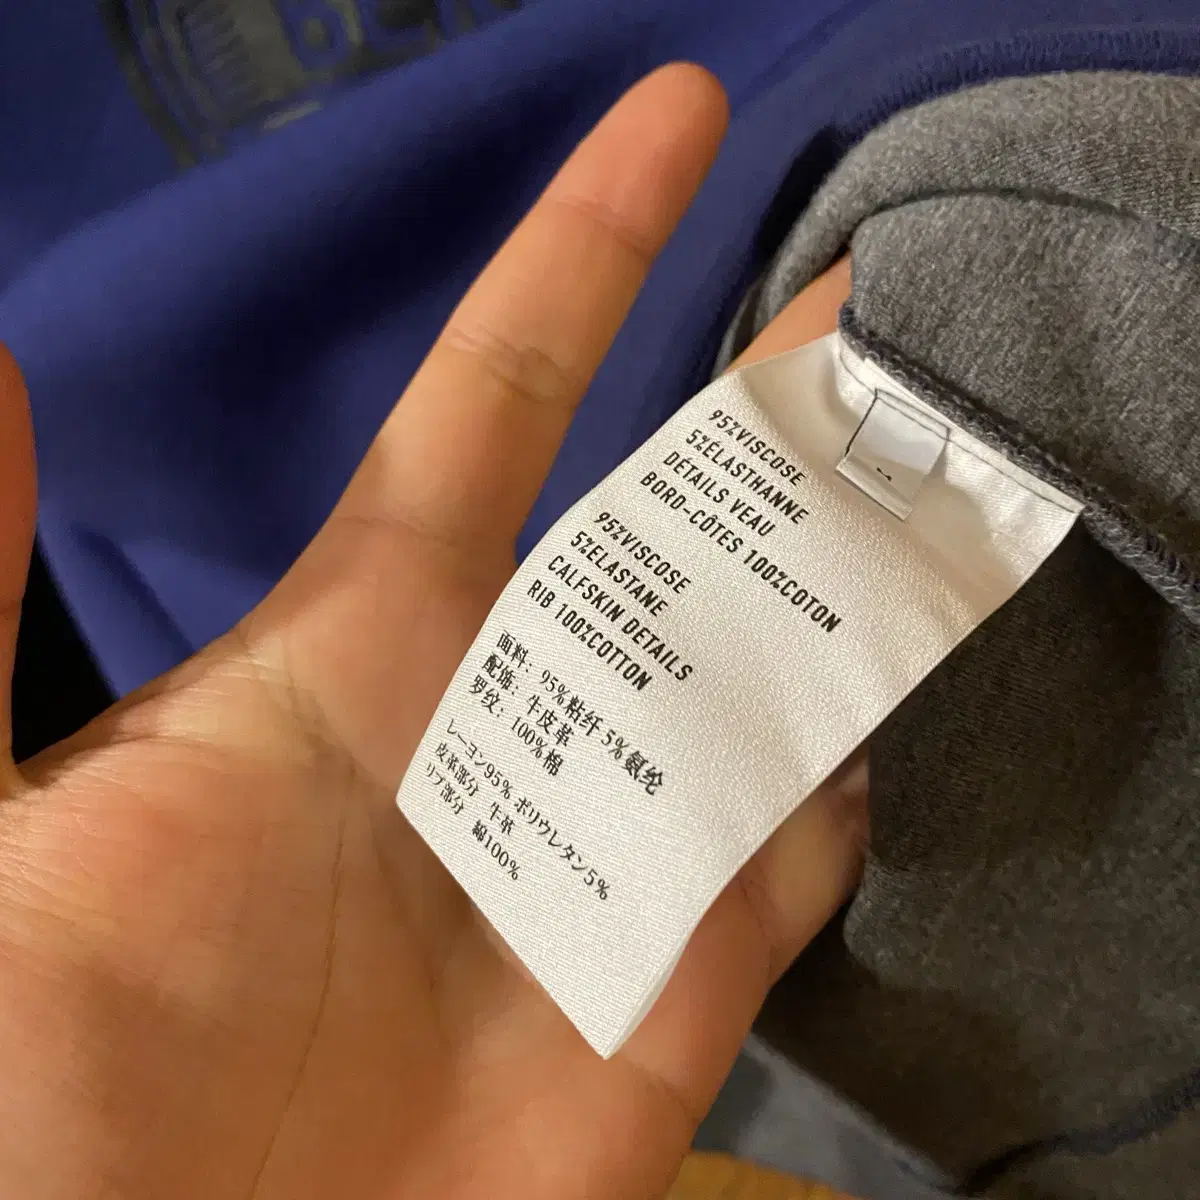 95%VISCOSE
5%ÉLASTHANNE
DÉTAILS VEAU
BORD-CÔTES 100%COTON
95%VISCOSE
5%ELASTANE
CALFSKIN DETAILS
RIB 100%COTTON
面料: 95%粘纤 5%氨纶
配饰: 牛皮革
罗纹: 100%棉
レーヨン95% ポリウレタン5%
皮革部分 牛革
リブ部分 綿100%